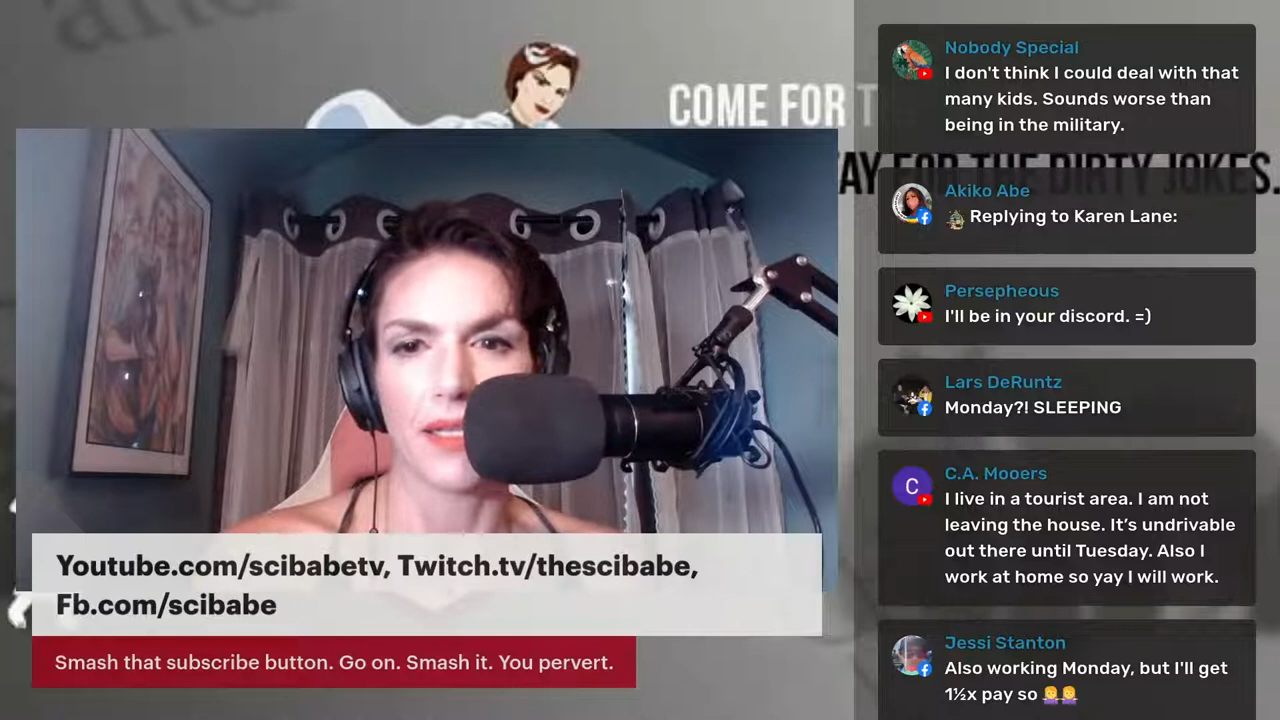 and
COME FOR T
AY FOR THE DIRTY JOKES.
Youtube.com/scibabetv, Twitch.tv/thescibabe,
Fb.com/scibabe
Smash that subscribe button. Go on. Smash it. You pervert.
Nobody Special
I don't think I could deal with that
many kids. Sounds worse than
being in the military.
Akiko Abe
Replying to Karen Lane:
Persepheous
I'll be in your discord. =)
Lars DeRuntz
Monday?! SLEEPING
C
C.A. Mooers
I live in a tourist area. I am not
leaving the house. It’s undrivable
out there until Tuesday. Also I
work at home so yay I will work.
Jessi Stanton
Also working Monday, but I'll get
1½x pay so 🤷‍♀️🤷‍♀️